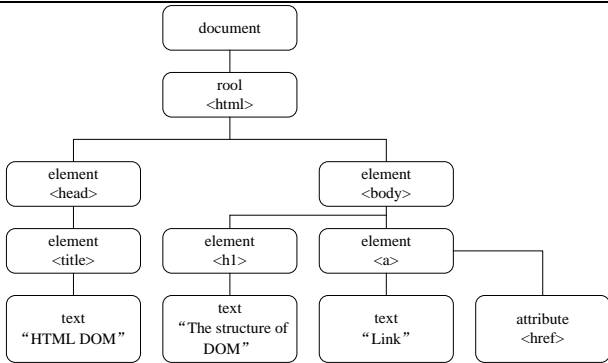 document
rool
<html>
element
<head>
element
<body>
element
<title>
element
<h1>
element
<a>
text
“HTML DOM”
text
“The structure of
DOM”
text
“Link”
attribute
<href>